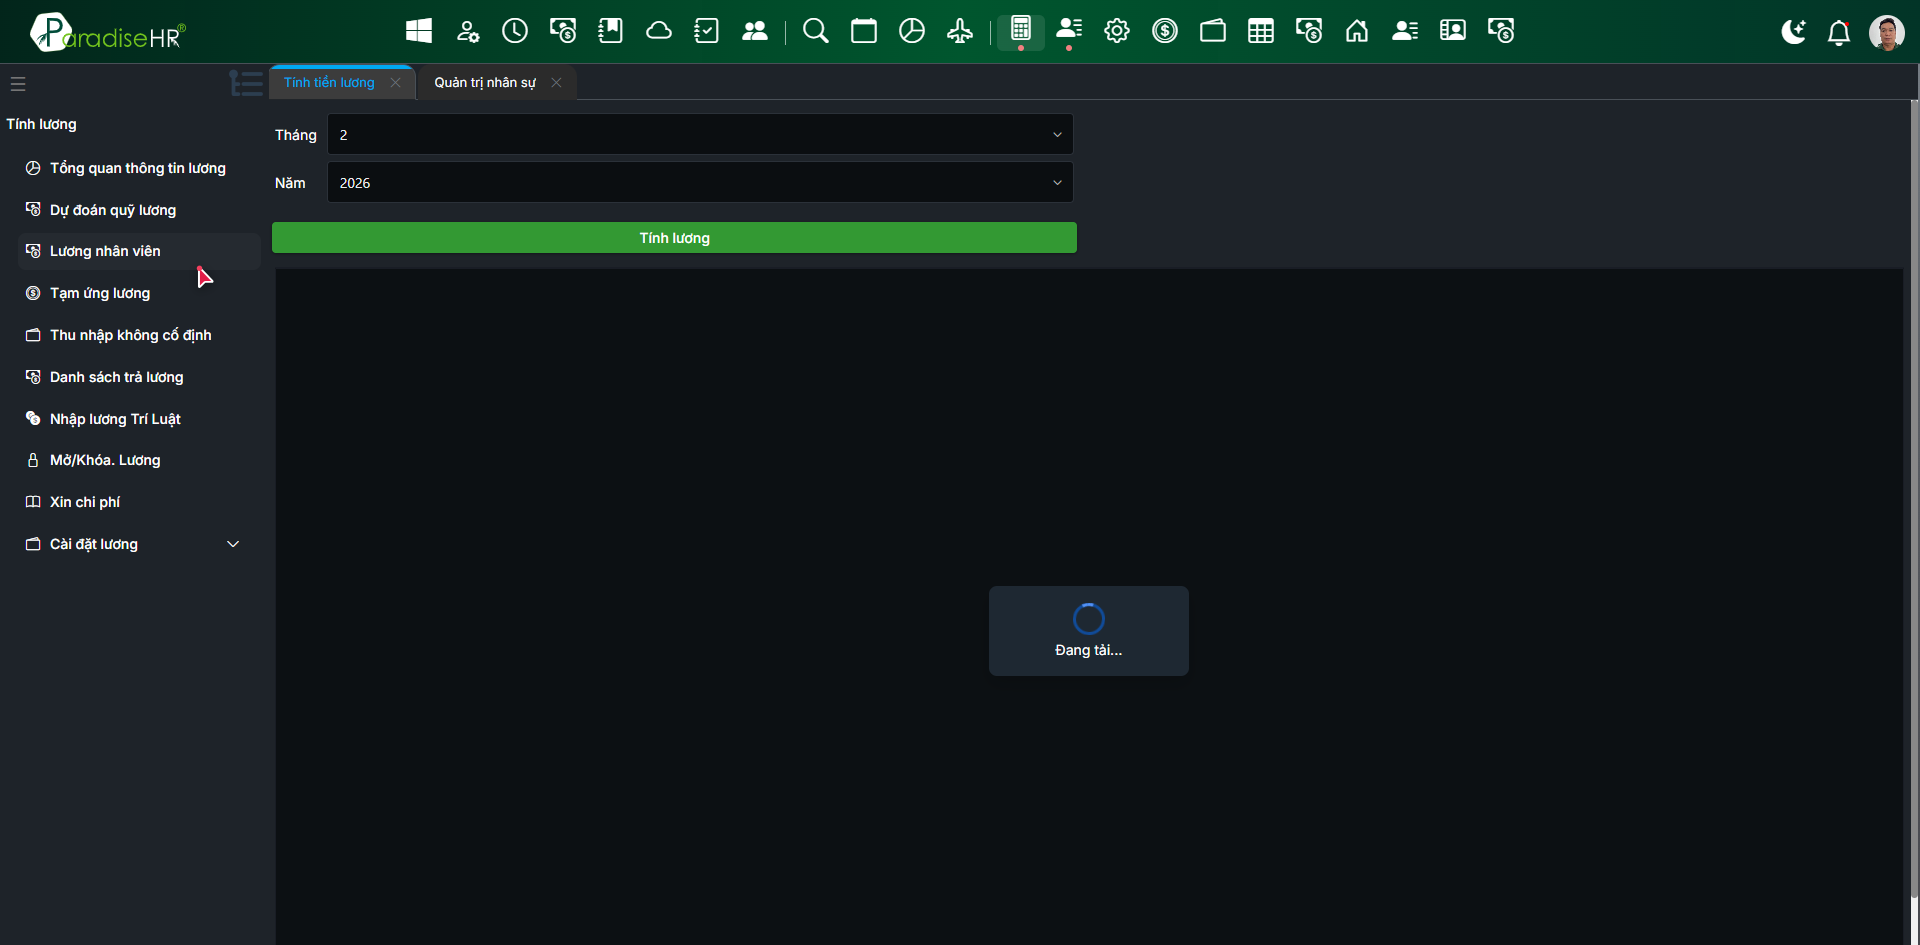 ParadiseHR®
Tính tiền lương
Quản trị nhân sự
Tính lương
Tổng quan thông tin lương
Dự đoán quỹ lương
Lương nhân viên
Tạm ứng lương
Thu nhập không cố định
Danh sách trả lương
Nhập lương Trí Luật
Mở/Khóa. Lương
Xin chi phí
Cài đặt lương
Tháng 2
Năm 2026
Tính lương
Đang tải...